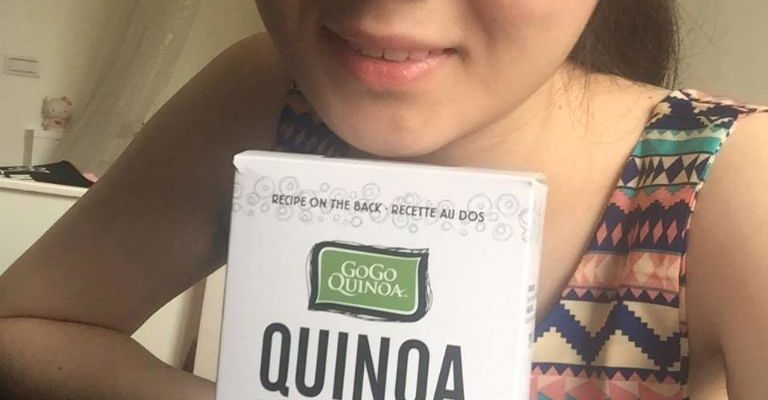 RECIPE ON THE BACK • RECETTE AU DOS
GOGO
QUINOA
QUINOA